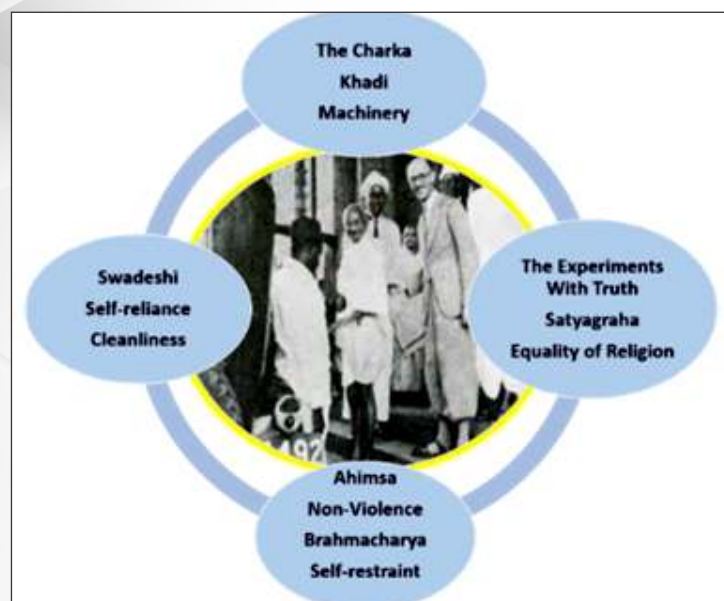 The Charka
Khadi
Machinery
Swadeshi
Self-reliance
Cleanliness
The Experiments
With Truth
Satyagraha
Equality of Religion
1492
Ahimsa
Non-Violence
Brahmacharya
Self-restraint